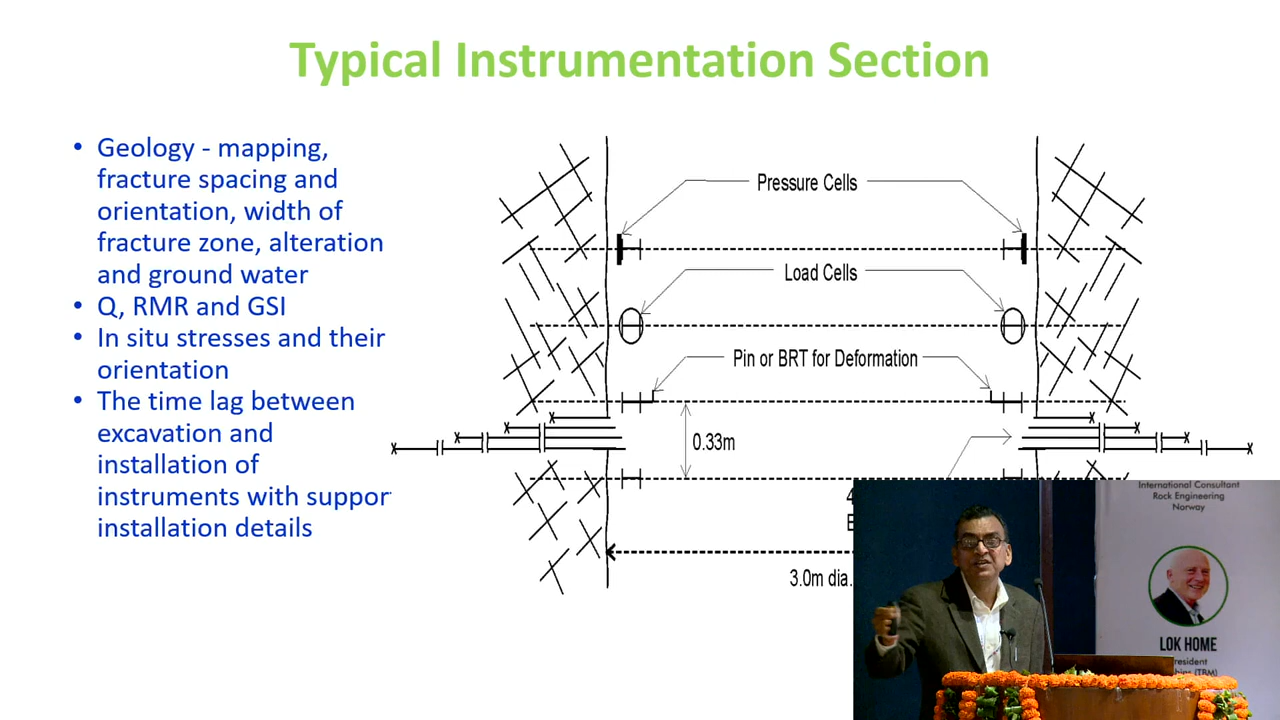 Typical Instrumentation Section
• Geology - mapping,
fracture spacing and
orientation, width of
fracture zone, alteration
and ground water
• Q, RMR and GSI
• In situ stresses and their
orientation
• The time lag between
excavation and
installation of
instruments with suppor
installation details
Pressure Cells
Load Cells
Pin or BRT for Deformation
0.33m
4
E
3.0m dia.
International Consultant
Rock Engineering
Norway
LOK HOME
resident
(TBM)